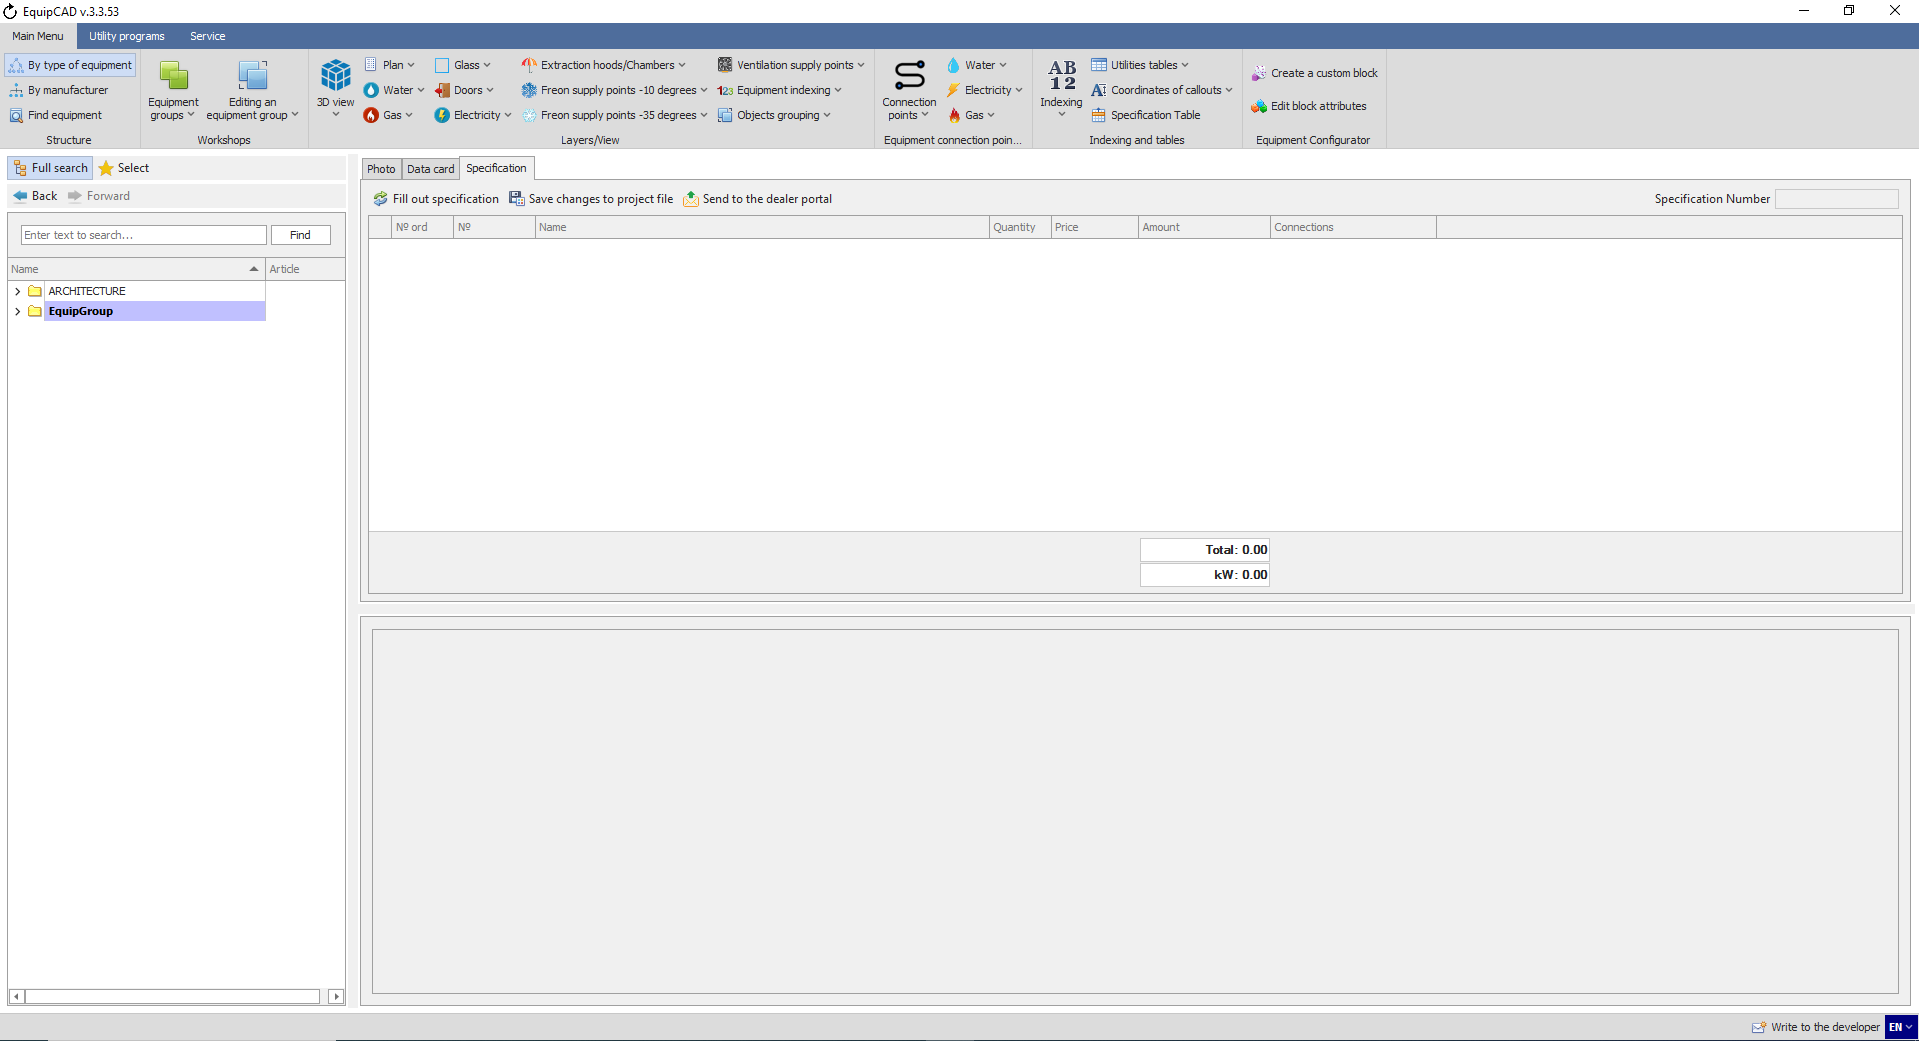 EquipCAD v.3.3.53
Main Menu Utility programs Service
By type of equipment
By manufacturer
Find equipment
Structure
Equipment groups
Editing an equipment group
Workshops
3D view
Plan
Water
Gas
Glass
Doors
Electricity
Extraction hoods/Chambers
Freon supply points -10 degrees
Freon supply points -35 degrees
Ventilation supply points
123 Equipment indexing
Objects grouping
Layers/View
Connection points
Water
Electricity
Gas
Equipment connection poin...
AB
12
Indexing
Utilities tables
Coordinates of callouts
Specification Table
Indexing and tables
Create a custom block
Edit block attributes
Equipment Configurator
Full search Select
Back Forward
Enter text to search... Find
Name Article
ARCHITECTURE
EquipGroup
Photo Data card Specification
Fill out specification Save changes to project file Send to the dealer portal Specification Number
Nº ord Nº Name Quantity Price Amount Connections
Total: 0.00
kW: 0.00
Write to the developer EN